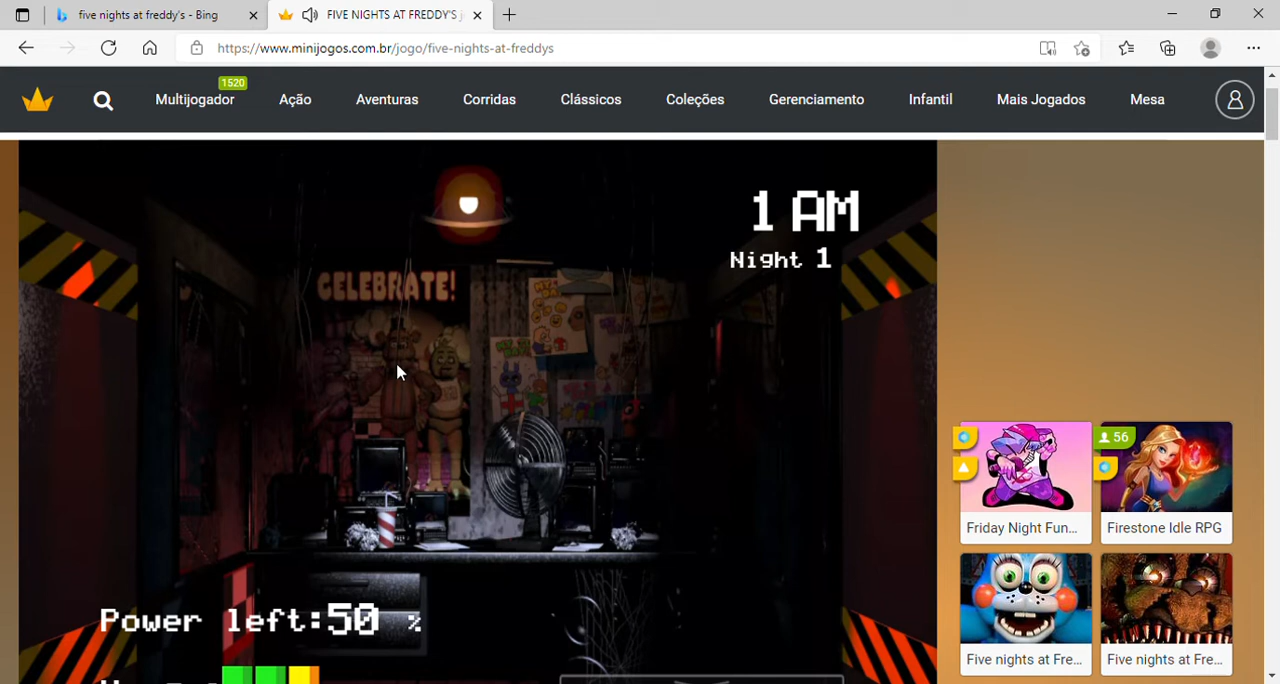 five nights at freddy's - Bing
FIVE NIGHTS AT FREDDY'S
https://www.minijogos.com.br/jogo/five-nights-at-freddys
1520
Multijogador Ação Aventuras Corridas Clássicos Coleções Gerenciamento Infantil Mais Jogados Mesa
1 AM
Night 1
CELEBRATE!
Power left:50 %
56
Friday Night Fun...
Firestone Idle RPG
Five nights at Fre...
Five nights at Fre...